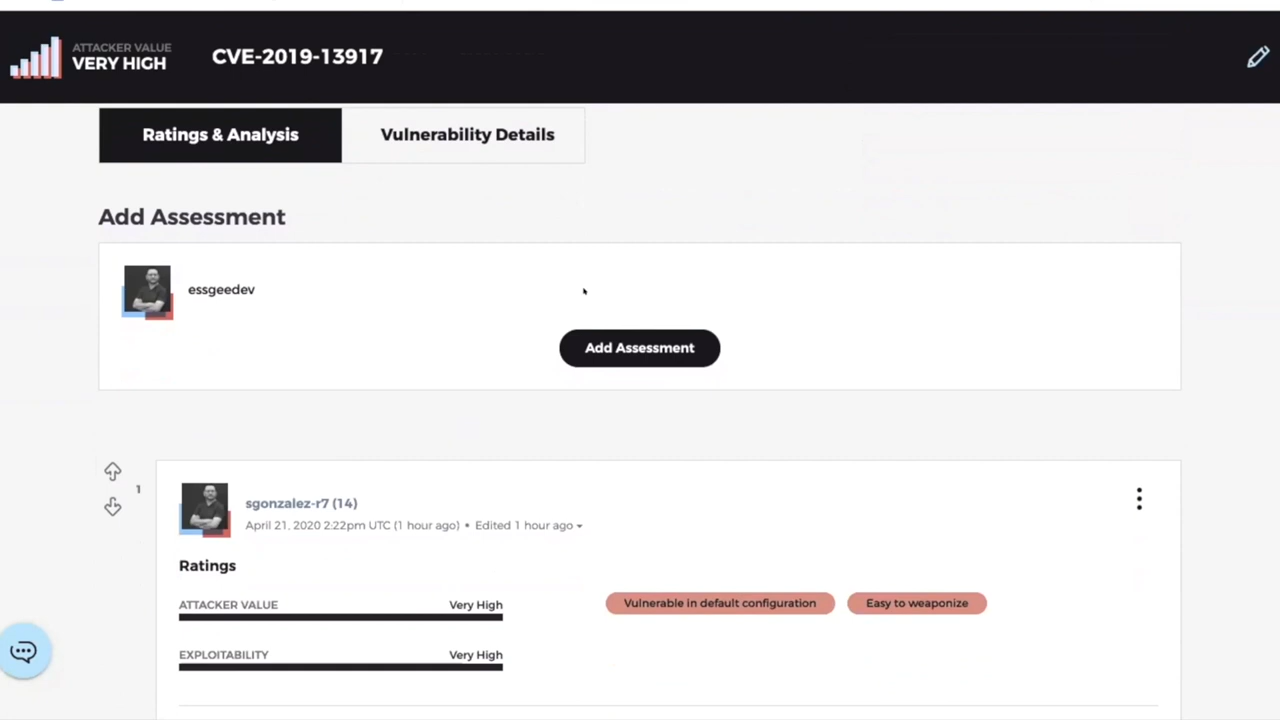 ATTACKER VALUE
VERY HIGH
CVE-2019-13917
Ratings & Analysis
Vulnerability Details
Add Assessment
essgeedev
Add Assessment
1
sgonzalez-r7 (14)
April 21, 2020 2:22pm UTC (1 hour ago) • Edited 1 hour ago
Ratings
ATTACKER VALUE Very High
Vulnerable in default configuration
Easy to weaponize
EXPLOITABILITY Very High